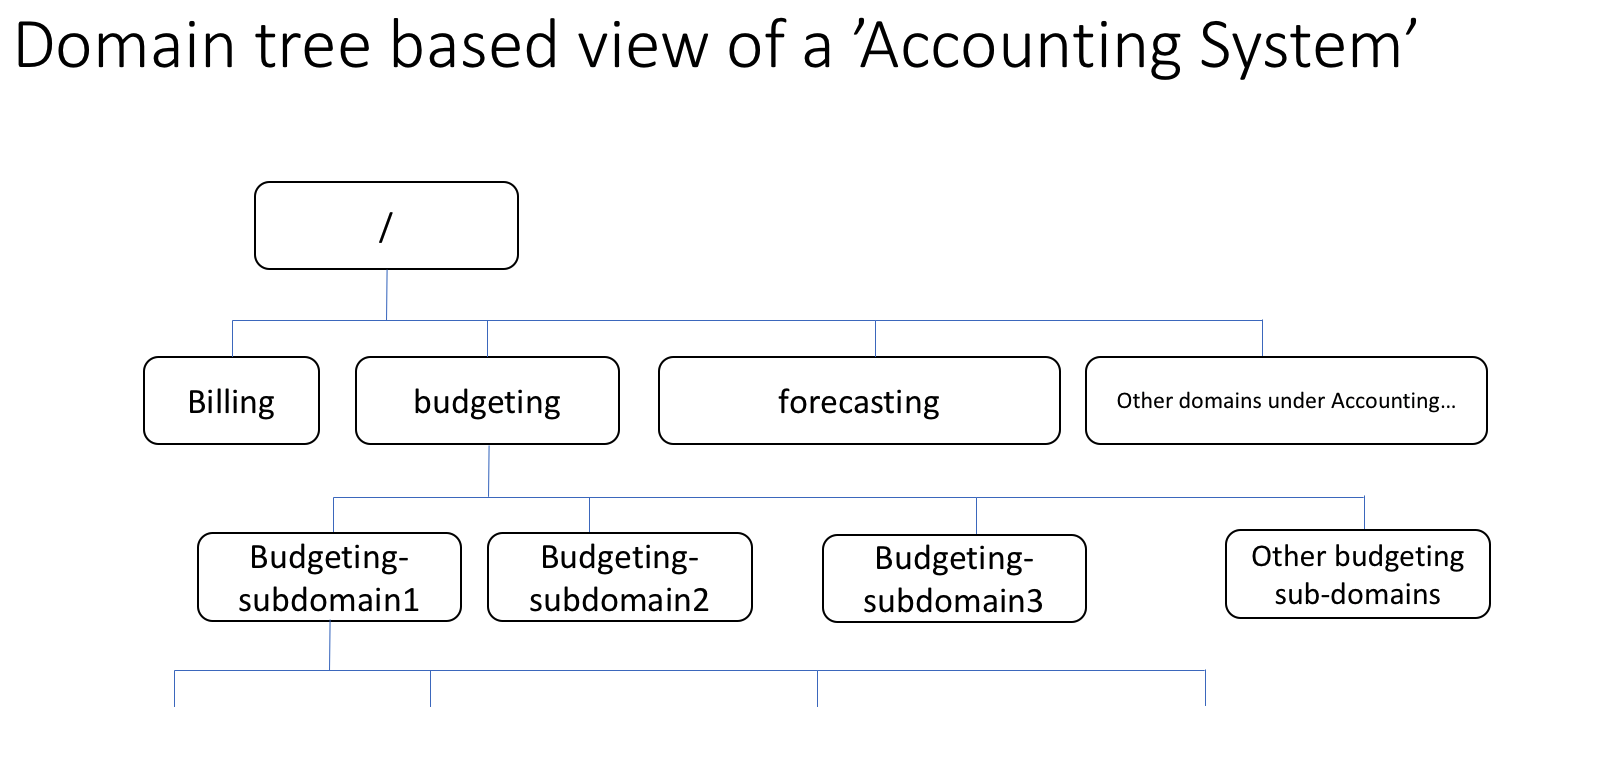 Domain tree based view of a ’Accounting System’
/
Billing
budgeting
forecasting
Other domains under Accounting...
Budgeting-
subdomain1
Budgeting-
subdomain2
Budgeting-
subdomain3
Other budgeting
sub-domains